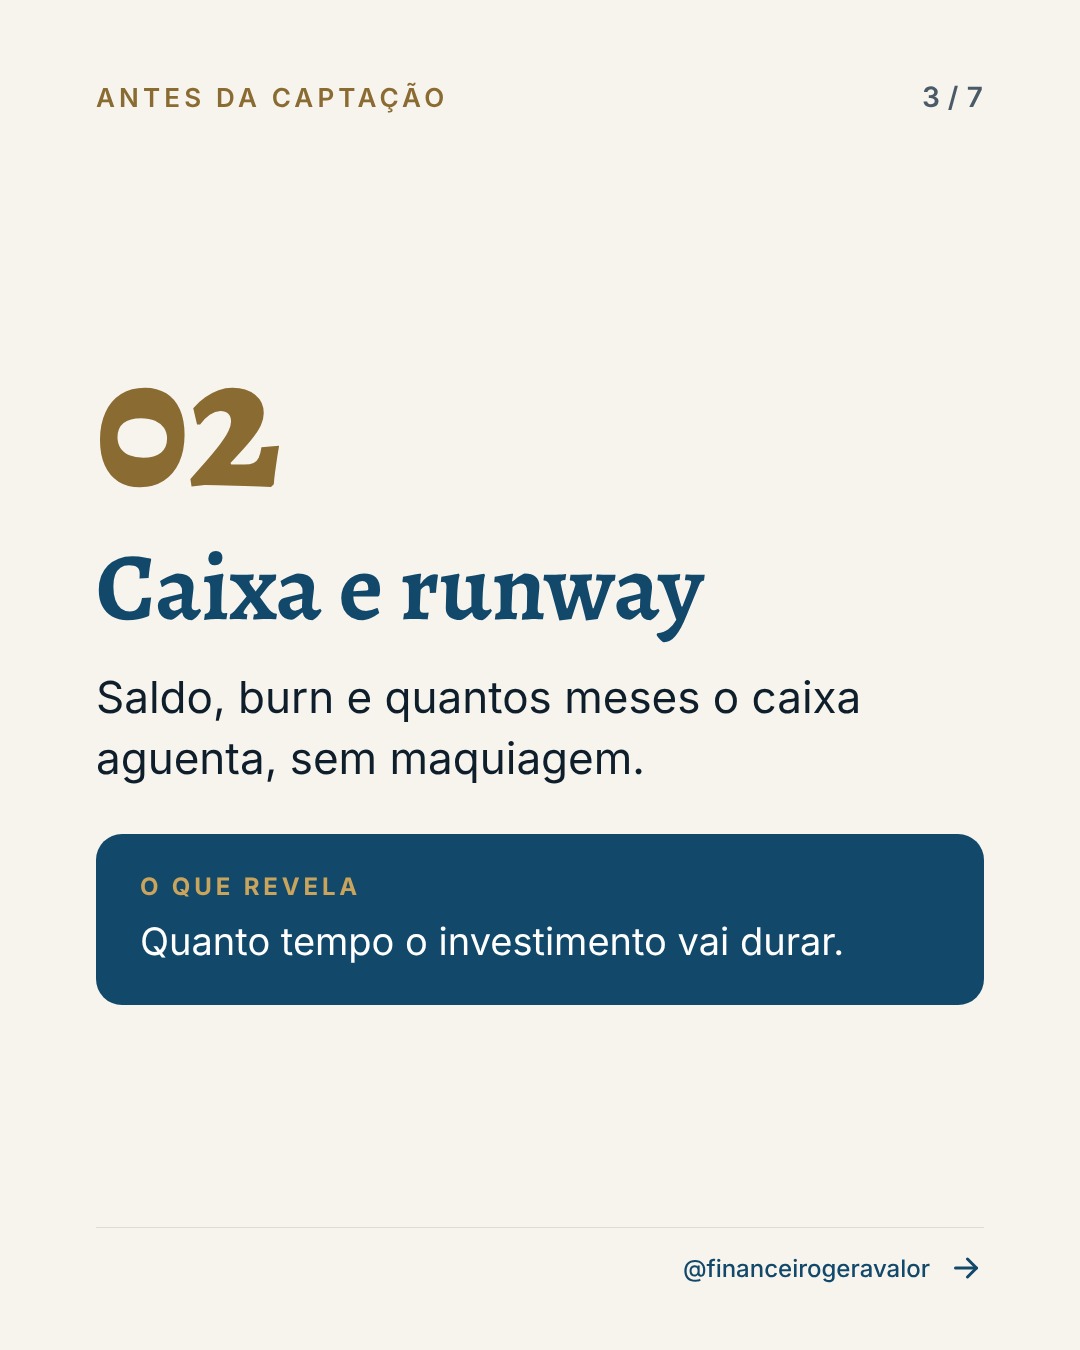 ANTES DA CAPTAÇÃO
3 / 7
02
Caixa e runway
Saldo, burn e quantos meses o caixa
aguenta, sem maquiagem.
O QUE REVELA
Quanto tempo o investimento vai durar.
@financeirogeravalor →